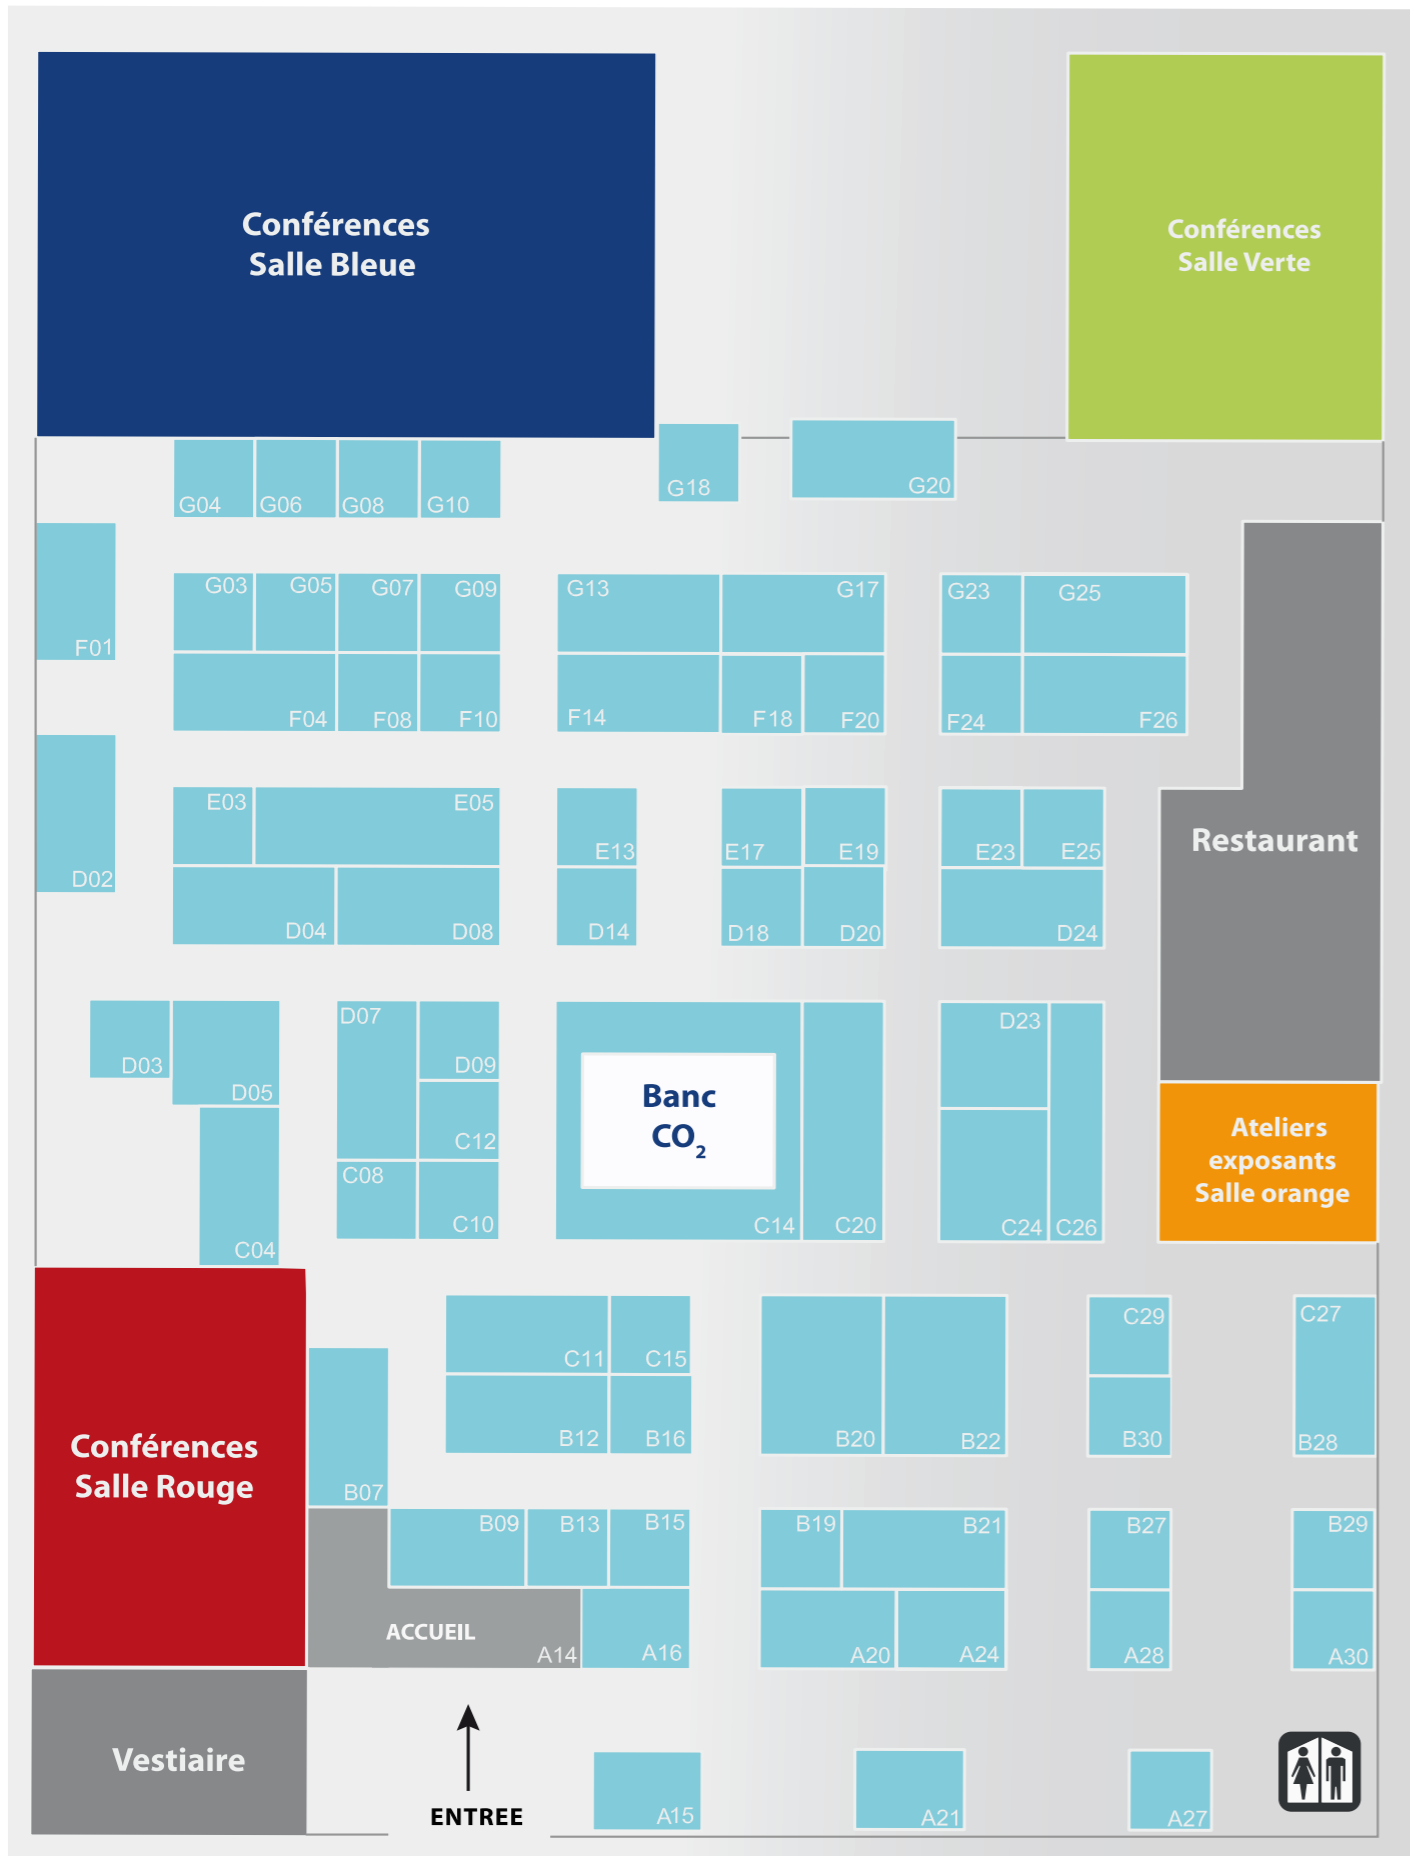 Conférences
Salle Bleue
Conférences
Salle Verte
G04 G06 G08 G10 G18 G20
F01
G03 G05 G07 G09 G13 G17 G23 G25
F04 F08 F10 F14 F18 F20 F24 F26
D02
E03 E05 E13 E17 E19 E23 E25
Restaurant
D04 D08 D14 D18 D20 D24
D03 D05 D07 D09 D23
C12
C04 C08 C10 C14 C20 C24 C26
Banc
CO₂
Ateliers
exposants
Salle orange
C11 C15 C29 C27
B12 B16 B20 B22 B30 B28
Conférences
Salle Rouge
B07
B09 B13 B15 B19 B21 B27 B29
ACCUEIL
A14 A16 A20 A24 A28 A30
Vestiaire
ENTREE
A15 A21 A27